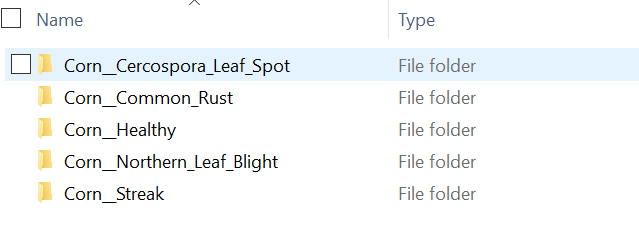 Name Type
Corn__Cercospora_Leaf_Spot File folder
Corn__Common_Rust File folder
Corn__Healthy File folder
Corn__Northern_Leaf_Blight File folder
Corn__Streak File folder